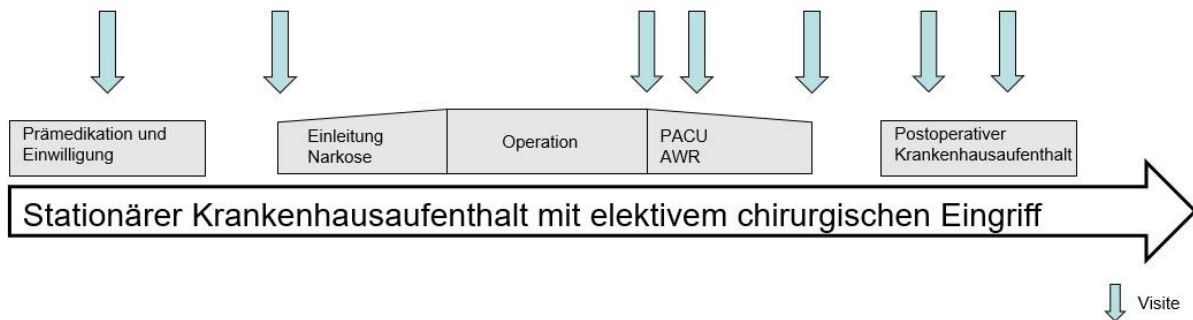 Prämedikation und
Einwilligung
Einleitung
Narkose
Operation
PACU
AWR
Postoperativer
Krankenhausaufenthalt
Stationärer Krankenhausaufenthalt mit elektivem chirurgischen Eingriff
Visite